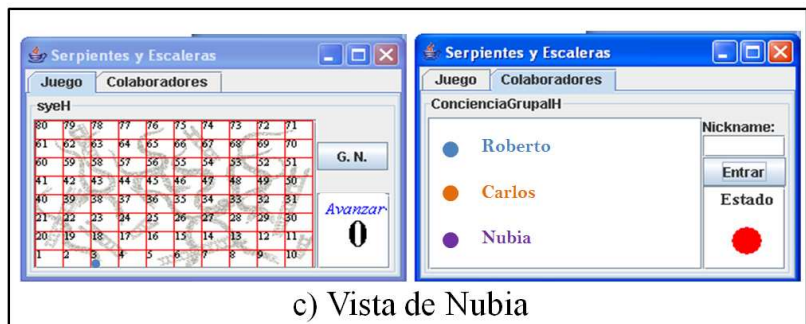 Serpientes y Escaleras
Juego Colaboradores
syeH
80 79 78 77 76 75 74 73 72 71
61 62 63 64 65 66 67 68 69 70
60 59 58 57 56 55 54 53 52 51
41 42 43 44 45 46 47 48 49 50
40 39 38 37 36 35 34 33 32 31
21 22 23 24 25 26 27 28 29 30
20 19 18 17 16 15 14 13 12 11
1 2 3 4 5 6 7 8 9 10
G. N.
Avanzar
0
Serpientes y Escaleras
Juego Colaboradores
ConcienciaGrupalH
Roberto
Carlos
Nubia
Nickname:
Entrar
Estado
c) Vista de Nubia